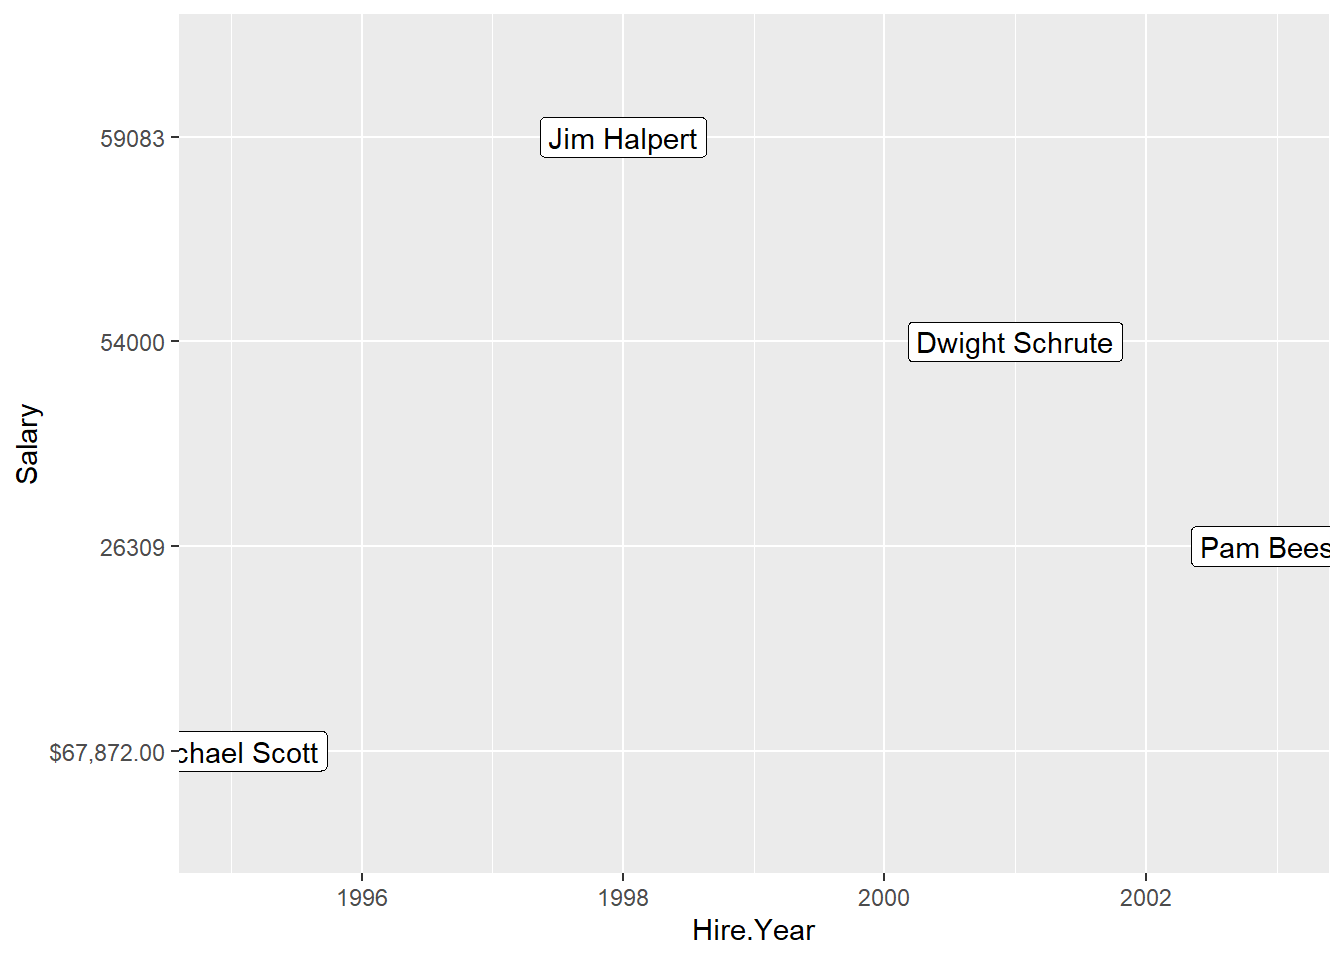 59083
Jim Halpert
54000
Dwight Schrute
Salary
26309
Pam Bees
$67,872.00
chael Scott
1996
1998
2000
2002
Hire.Year